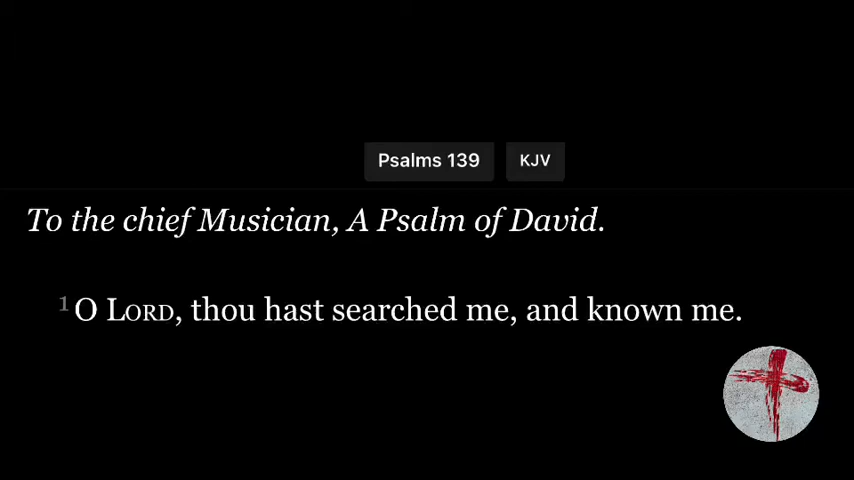 Psalms 139 KJV
To the chief Musician, A Psalm of David.
1 O LORD, thou hast searched me, and known me.